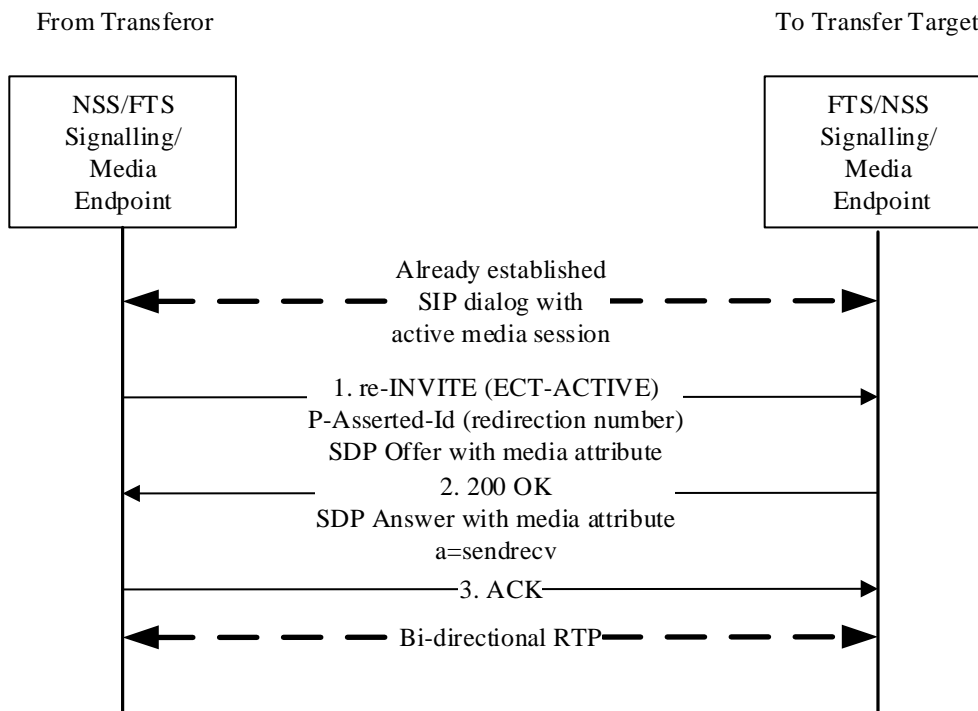 From Transferor
To Transfer Target
NSS/FTS
Signalling/
Media
Endpoint
FTS/NSS
Signalling/
Media
Endpoint
Already established
SIP dialog with
active media session
1. re-INVITE (ECT-ACTIVE)
P-Asserted-Id (redirection number)
SDP Offer with media attribute
2. 200 OK
SDP Answer with media attribute
a=sendrecv
3. ACK
Bi-directional RTP